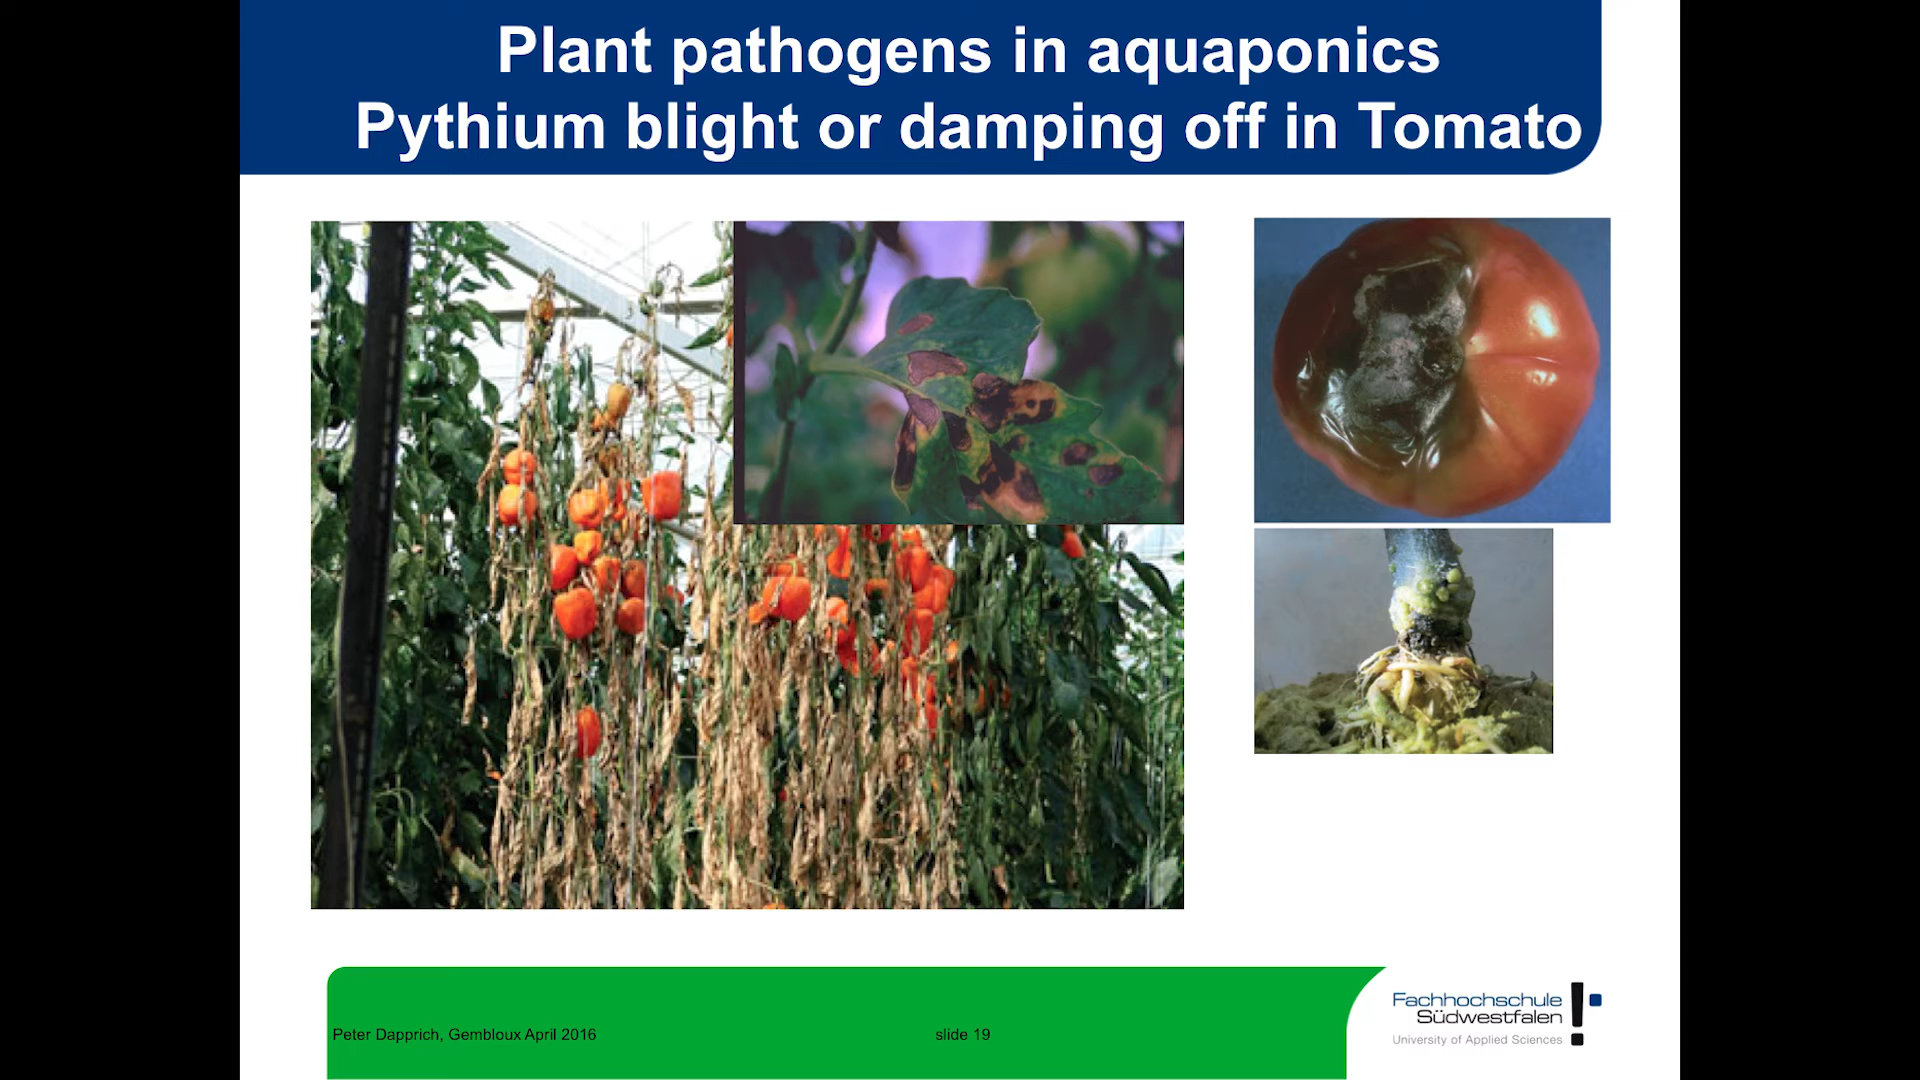 Plant pathogens in aquaponics
Pythium blight or damping off in Tomato
Peter Dapprich, Gembloux April 2016
slide 19
Fachhochschule
Südwestfalen
University of Applied Sciences